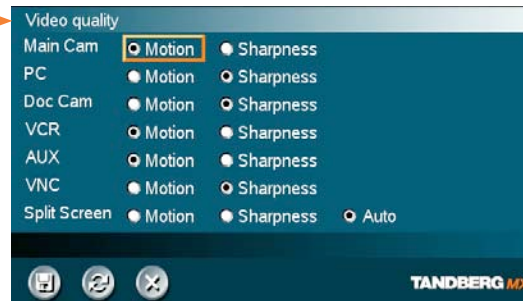 Video quality
Main Cam Motion Sharpness
PC Motion Sharpness
Doc Cam Motion Sharpness
VCR Motion Sharpness
AUX Motion Sharpness
VNC Motion Sharpness
Split Screen Motion Sharpness Auto
TANDBERG MX